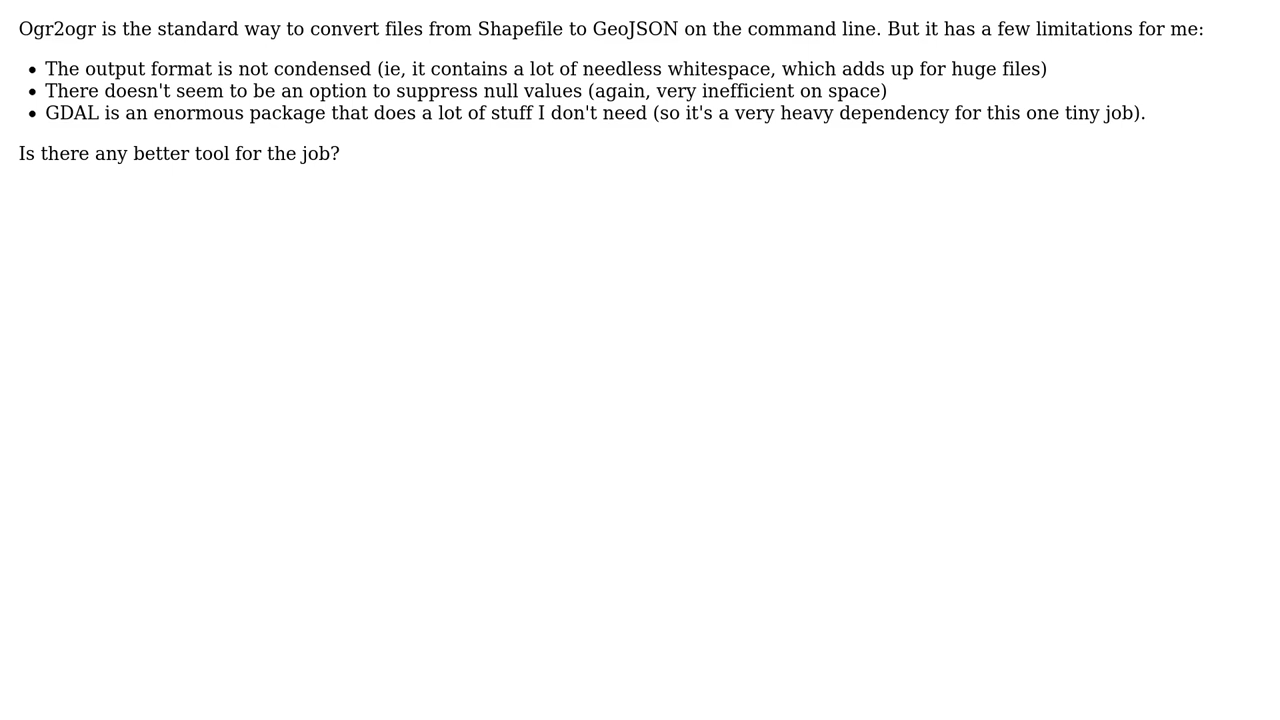 Ogr2ogr is the standard way to convert files from Shapefile to GeoJSON on the command line. But it has a few limitations for me:
• The output format is not condensed (ie, it contains a lot of needless whitespace, which adds up for huge files)
• There doesn't seem to be an option to suppress null values (again, very inefficient on space)
• GDAL is an enormous package that does a lot of stuff I don't need (so it's a very heavy dependency for this one tiny job).
Is there any better tool for the job?